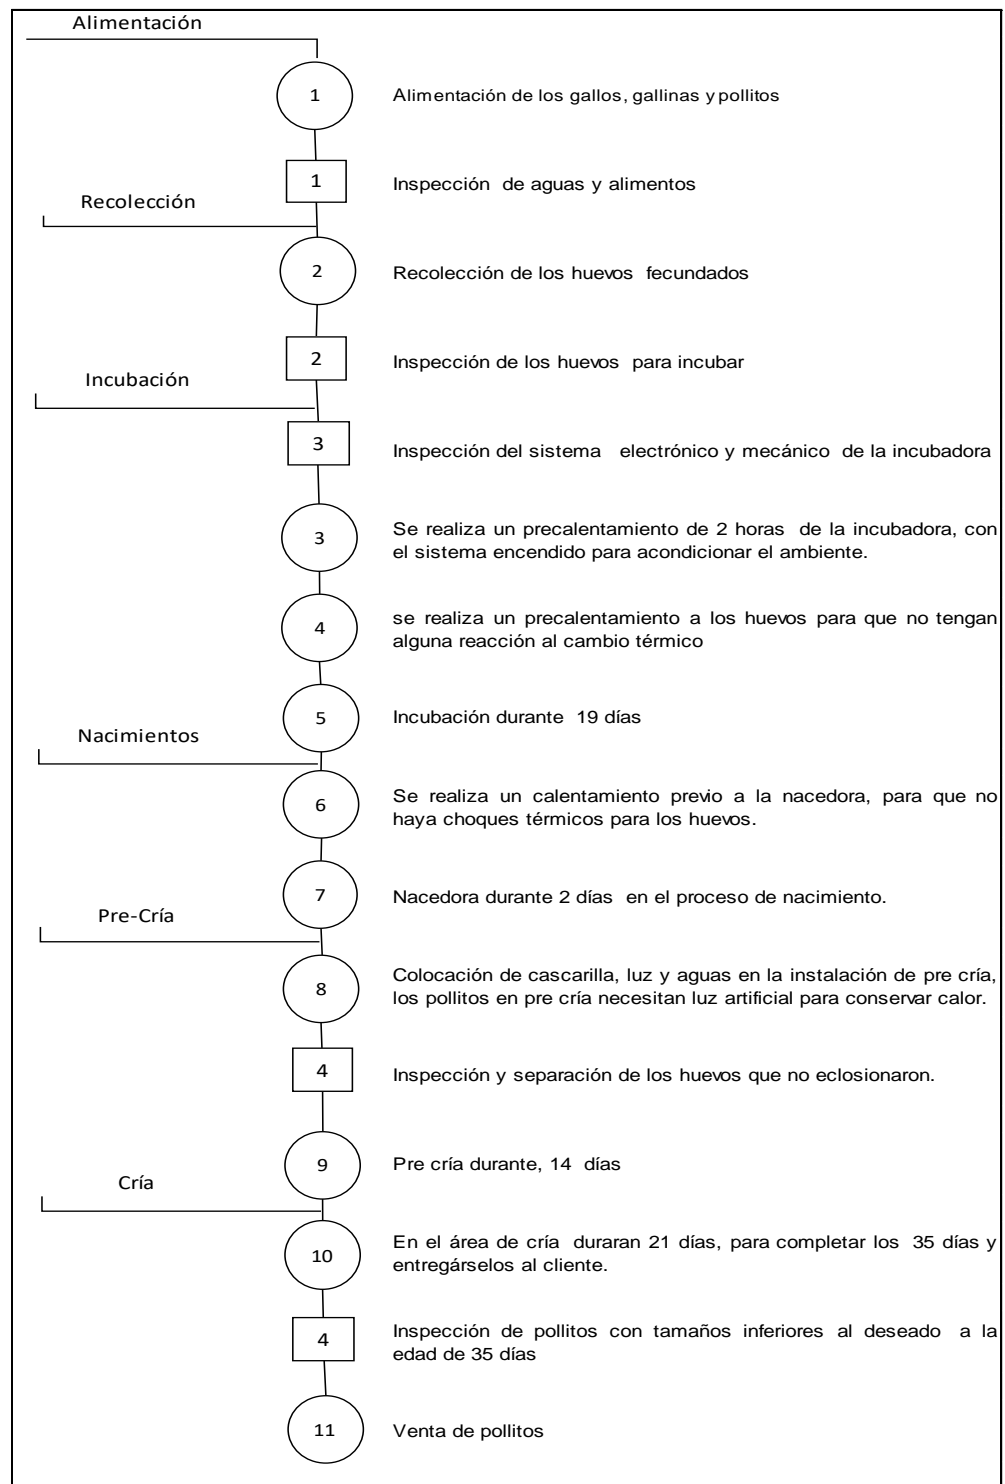 Alimentación
1
Alimentación de los gallos, gallinas y pollitos
1
Inspección de aguas y alimentos
Recolección
2
Recolección de los huevos fecundados
2
Inspección de los huevos para incubar
Incubación
3
Inspección del sistema electrónico y mecánico de la incubadora
3
Se realiza un precalentamiento de 2 horas de la incubadora, con
el sistema encendido para acondicionar el ambiente.
4
se realiza un precalentamiento a los huevos para que no tengan
alguna reacción al cambio térmico
5
Incubación durante 19 días
Nacimientos
6
Se realiza un calentamiento previo a la nacedora, para que no
haya choques térmicos para los huevos.
7
Nacedora durante 2 días en el proceso de nacimiento.
Pre-Cría
8
Colocación de cascarilla, luz y aguas en la instalación de pre cría,
los pollitos en pre cría necesitan luz artificial para conservar calor.
4
Inspección y separación de los huevos que no eclosionaron.
9
Pre cría durante, 14 días
Cría
10
En el área de cría duraran 21 días, para completar los 35 días y
entregárselos al cliente.
4
Inspección de pollitos con tamaños inferiores al deseado a la
edad de 35 días
11
Venta de pollitos